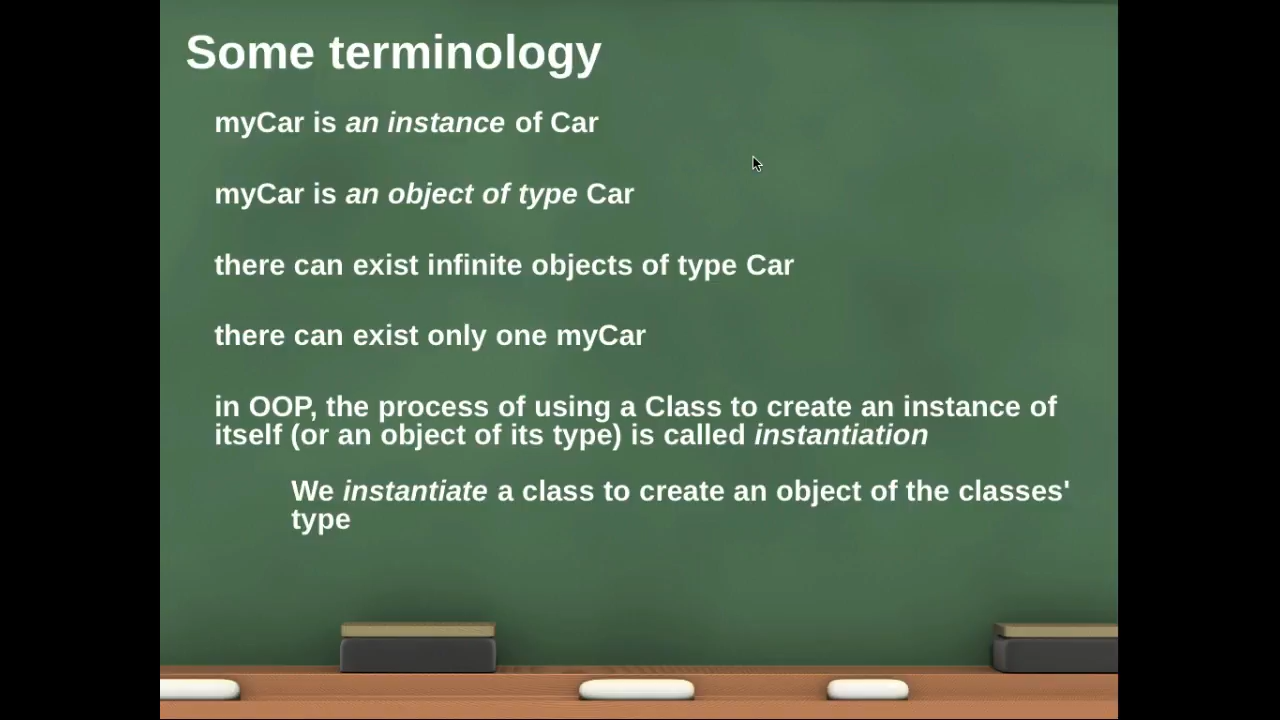 Some terminology
myCar is an instance of Car
myCar is an object of type Car
there can exist infinite objects of type Car
there can exist only one myCar
in OOP, the process of using a Class to create an instance of
itself (or an object of its type) is called instantiation
We instantiate a class to create an object of the classes'
type